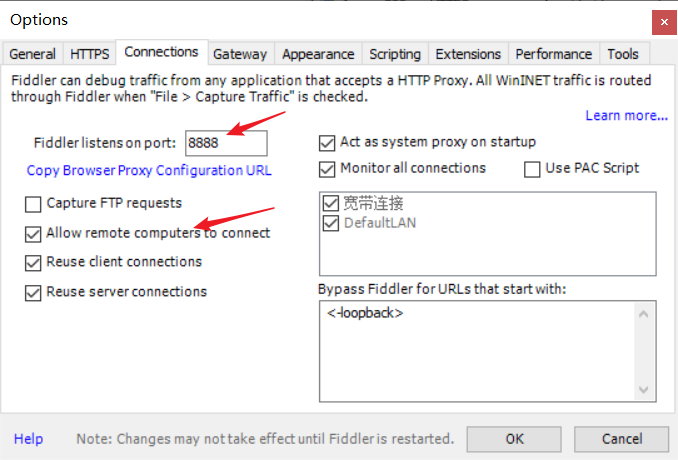 Options
General HTTPS Connections Gateway Appearance Scripting Extensions Performance Tools
Fiddler can debug traffic from any application that accepts a HTTP Proxy. All WinINET traffic is routed
through Fiddler when "File > Capture Traffic" is checked.
Learn more...
Fiddler listens on port: 8888
Copy Browser Proxy Configuration URL
Capture FTP requests
Allow remote computers to connect
Reuse client connections
Reuse server connections
Act as system proxy on startup
Monitor all connections Use PAC Script
宽带连接
DefaultLAN
Bypass Fiddler for URLs that start with:
<-loopback>
Help Note: Changes may not take effect until Fiddler is restarted. OK Cancel